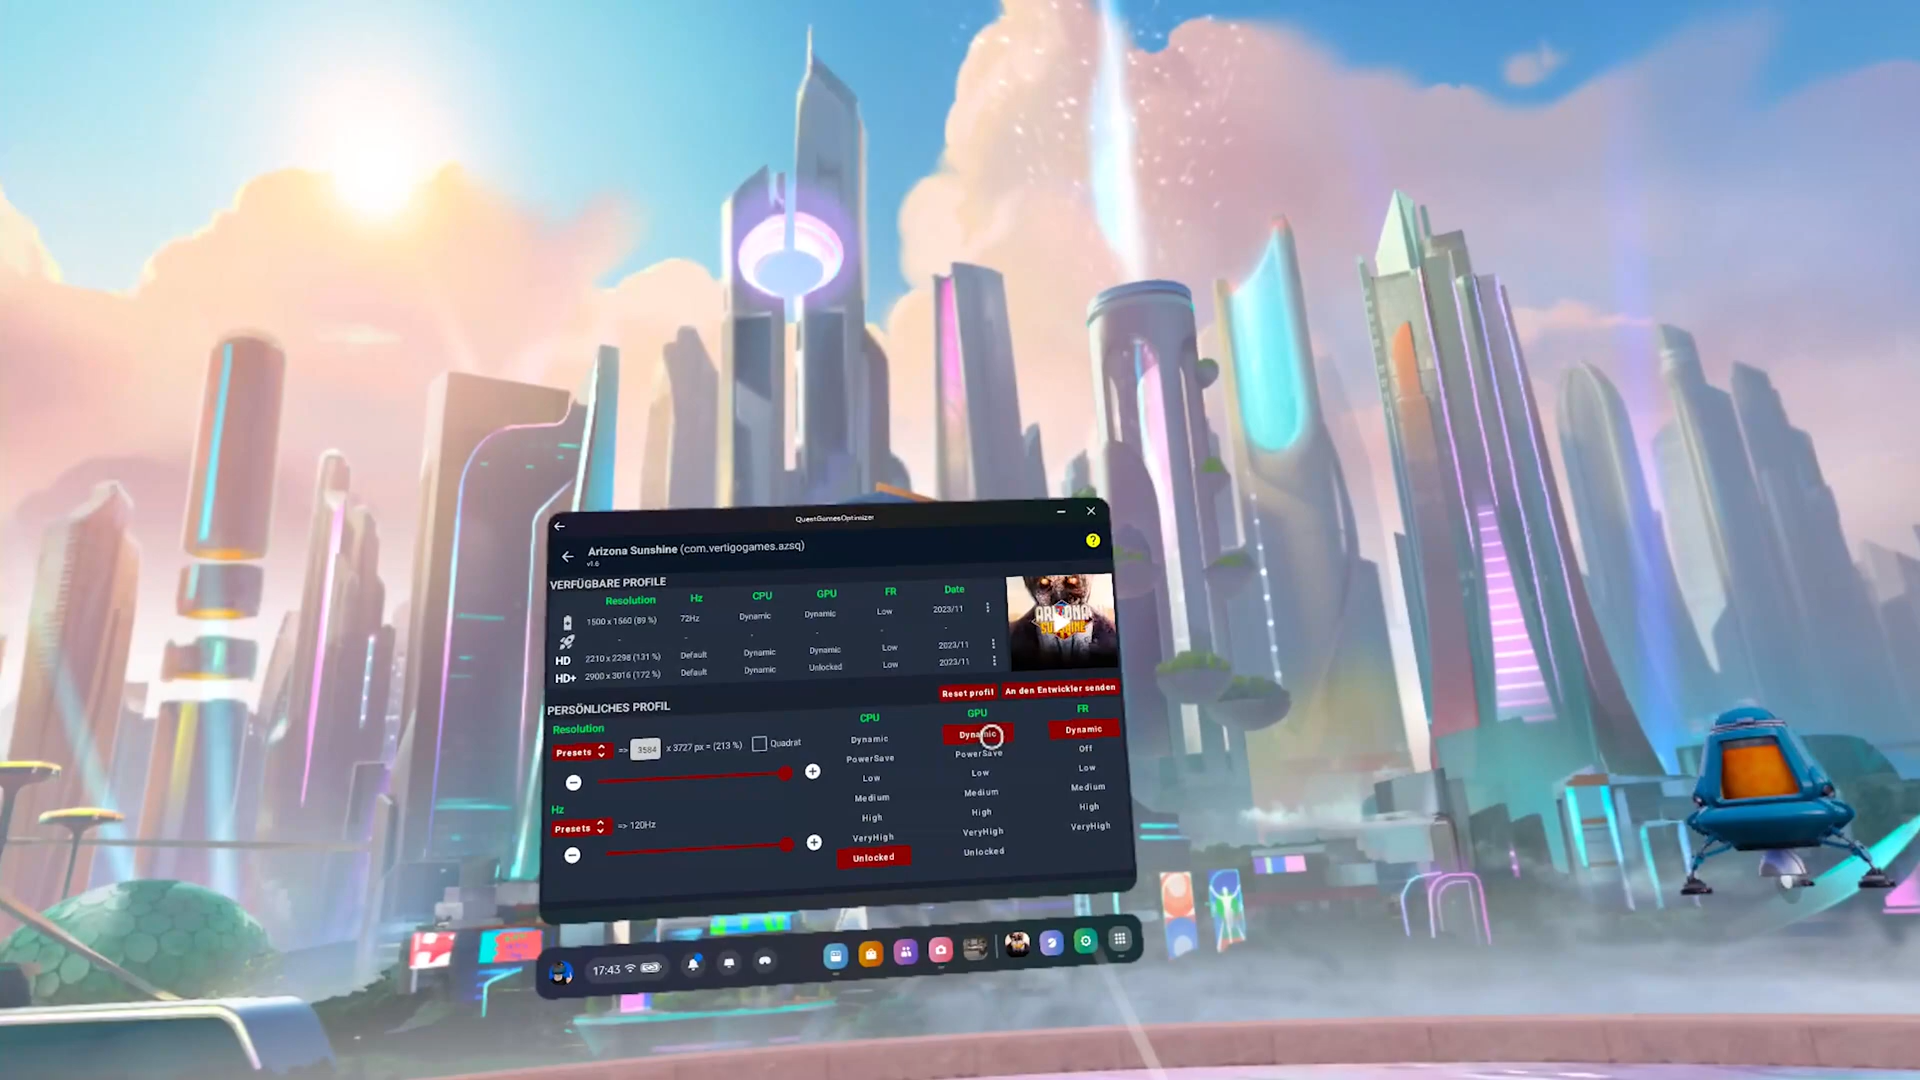 QuestGamesOptimizer
Arizona Sunshine (com.vertigogames.azsq)
v1.6
?
VERFÜGBARE PROFILE
Resolution Hz CPU GPU FR Date
1500 x 1560 (89 %) 72Hz Dynamic Dynamic Low 2023/11
- - - - - -
HD 2210 x 2298 (131 %) Default Dynamic Dynamic Low 2023/11
HD+ 2900 x 3016 (172 %) Default Dynamic Unlocked Low 2023/11
ARIZONA
SUNSHINE
Reset profil An den Entwickler senden
PERSÖNLICHES PROFIL
Resolution
Presets => 3584 x 3727 px = (213 %) Quadrat
Hz
Presets => 120Hz
CPU
Dynamic
PowerSave
Low
Medium
High
VeryHigh
Unlocked
GPU
Dynamic
PowerSave
Low
Medium
High
VeryHigh
Unlocked
FR
Dynamic
Off
Low
Medium
High
VeryHigh
17:43